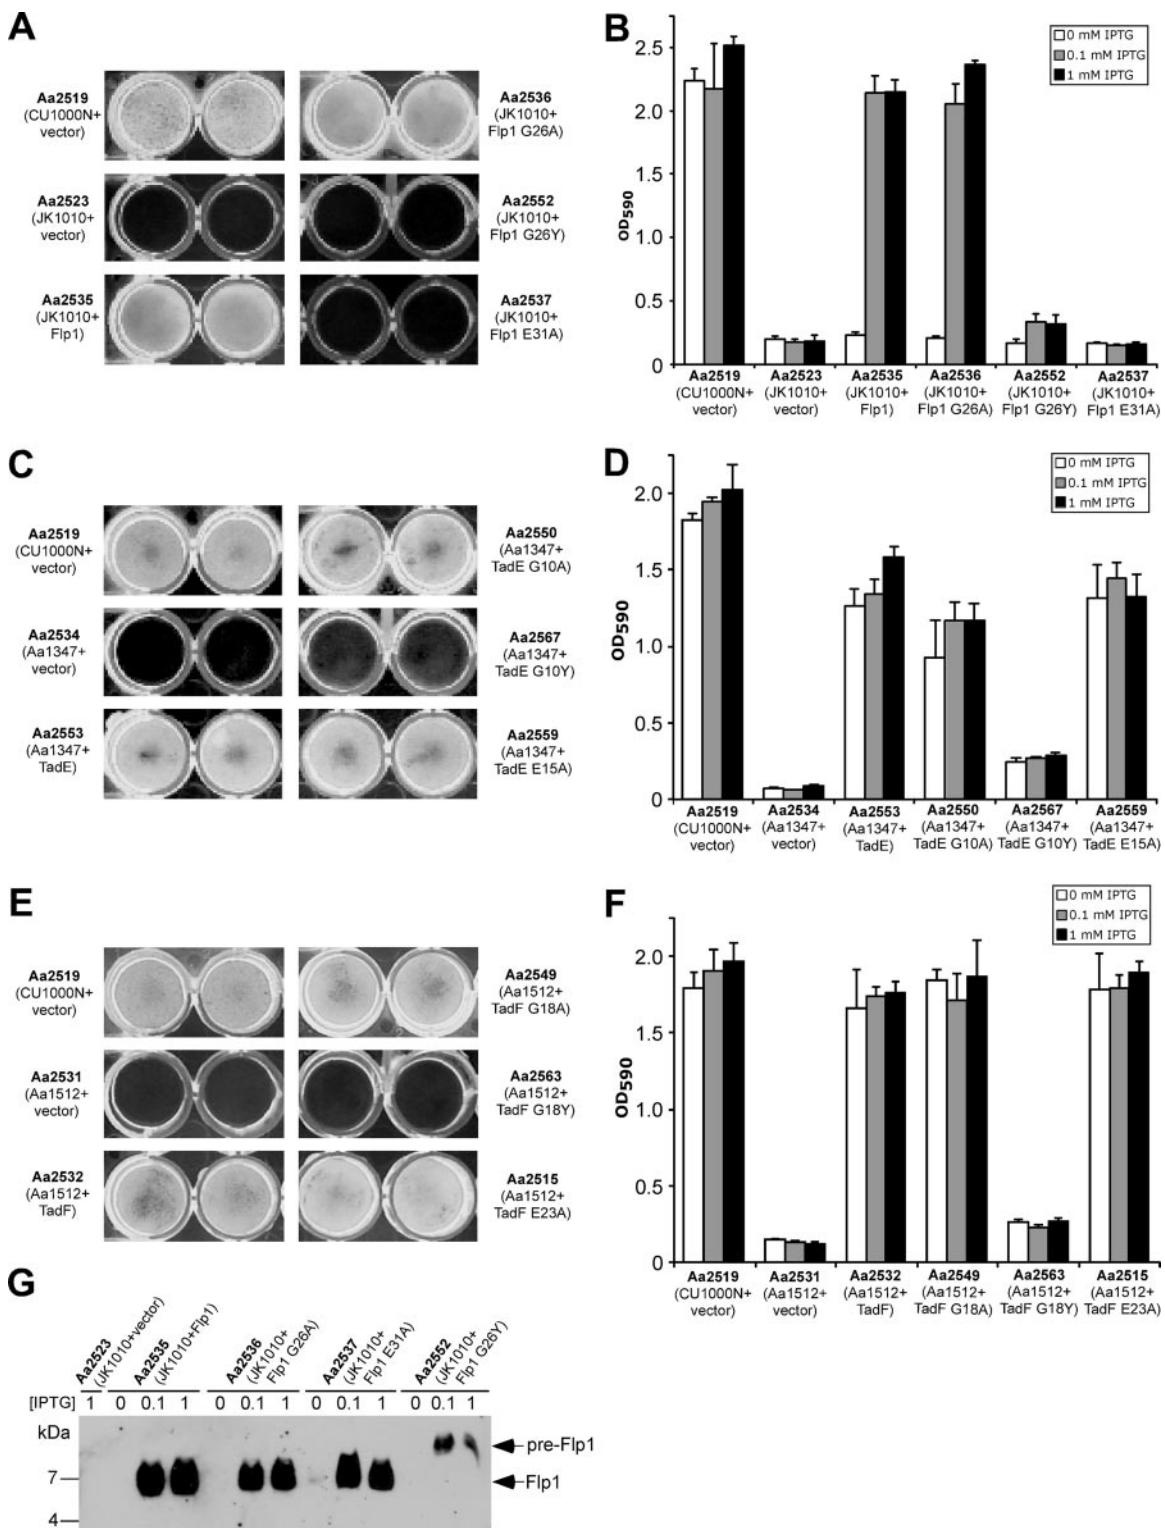 A
Aa2519
(CU1000N+
vector)
Aa2536
(JK1010+
Flp1 G26A)
Aa2523
(JK1010+
vector)
Aa2552
(JK1010+
Flp1 G26Y)
Aa2535
(JK1010+
Flp1)
Aa2537
(JK1010+
Flp1 E31A)
B
OD590
2.5
2.0
1.5
1.0
0.5
0
0 mM IPTG
0.1 mM IPTG
1 mM IPTG
Aa2519 Aa2523 Aa2535 Aa2536 Aa2552 Aa2537
(CU1000N+ (JK1010+ (JK1010+ (JK1010+ (JK1010+ (JK1010+
vector) vector) Flp1) Flp1 G26A) Flp1 G26Y) Flp1 E31A)
C
Aa2519
(CU1000N+
vector)
Aa2550
(Aa1347+
TadE G10A)
Aa2534
(Aa1347+
vector)
Aa2567
(Aa1347+
TadE G10Y)
Aa2553
(Aa1347+
TadE)
Aa2559
(Aa1347+
TadE E15A)
D
OD590
2.0
1.5
1.0
0.5
0
0 mM IPTG
0.1 mM IPTG
1 mM IPTG
Aa2519 Aa2534 Aa2553 Aa2550 Aa2567 Aa2559
(CU1000N+ (Aa1347+ (Aa1347+ (Aa1347+ (Aa1347+ (Aa1347+
vector) vector) TadE) TadE G10A) TadE G10Y) TadE E15A)
E
Aa2519
(CU1000N+
vector)
Aa2549
(Aa1512+
TadF G18A)
Aa2531
(Aa1512+
vector)
Aa2563
(Aa1512+
TadF G18Y)
Aa2532
(Aa1512+
TadF)
Aa2515
(Aa1512+
TadF E23A)
F
OD590
2.0
1.5
1.0
0.5
0
0 mM IPTG
0.1 mM IPTG
1 mM IPTG
Aa2519 Aa2531 Aa2532 Aa2549 Aa2563 Aa2515
(CU1000N+ (Aa1512+ (Aa1512+ (Aa1512+ (Aa1512+ (Aa1512+
vector) vector) TadF) TadF G18A) TadF G18Y) TadF E23A)
G
Aa2523
(JK1010+vector)
Aa2535
(JK1010+Flp1)
Aa2536
(JK1010+
Flp1 G26A)
Aa2537
(JK1010+
Flp1 E31A)
Aa2552
(JK1010+
Flp1 G26Y)
[IPTG] 1 0 0.1 1 0 0.1 1 0 0.1 1 0 0.1 1
kDa
7
4
pre-Flp1
Flp1